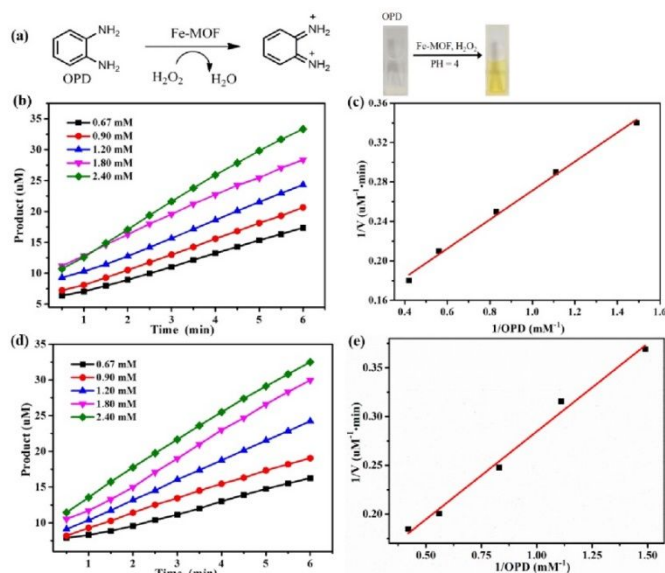 (a)
NH₂
NH₂
OPD
Fe-MOF
H₂O₂
H₂O
+
NH₂
NH₂
+
OPD
Fe-MOF, H₂O₂
PH = 4
(b)
0.67 mM
0.90 mM
1.20 mM
1.80 mM
2.40 mM
Product (uM)
35
30
25
20
15
10
5
1 2 3 4 5 6
Time (min)
(c)
1/V (uM⁻¹·min)
0.36
0.32
0.28
0.24
0.20
0.16
0.4 0.6 0.8 1.0 1.2 1.4 1.6
1/OPD (mM⁻¹)
(d)
0.67 mM
0.90 mM
1.20 mM
1.80 mM
2.40 mM
Product (uM)
35
30
25
20
15
10
1 2 3 4 5 6
Time (min)
(e)
1/V (uM⁻¹·min)
0.35
0.30
0.25
0.20
0.50 0.75 1.00 1.25 1.50
1/OPD (mM⁻¹)